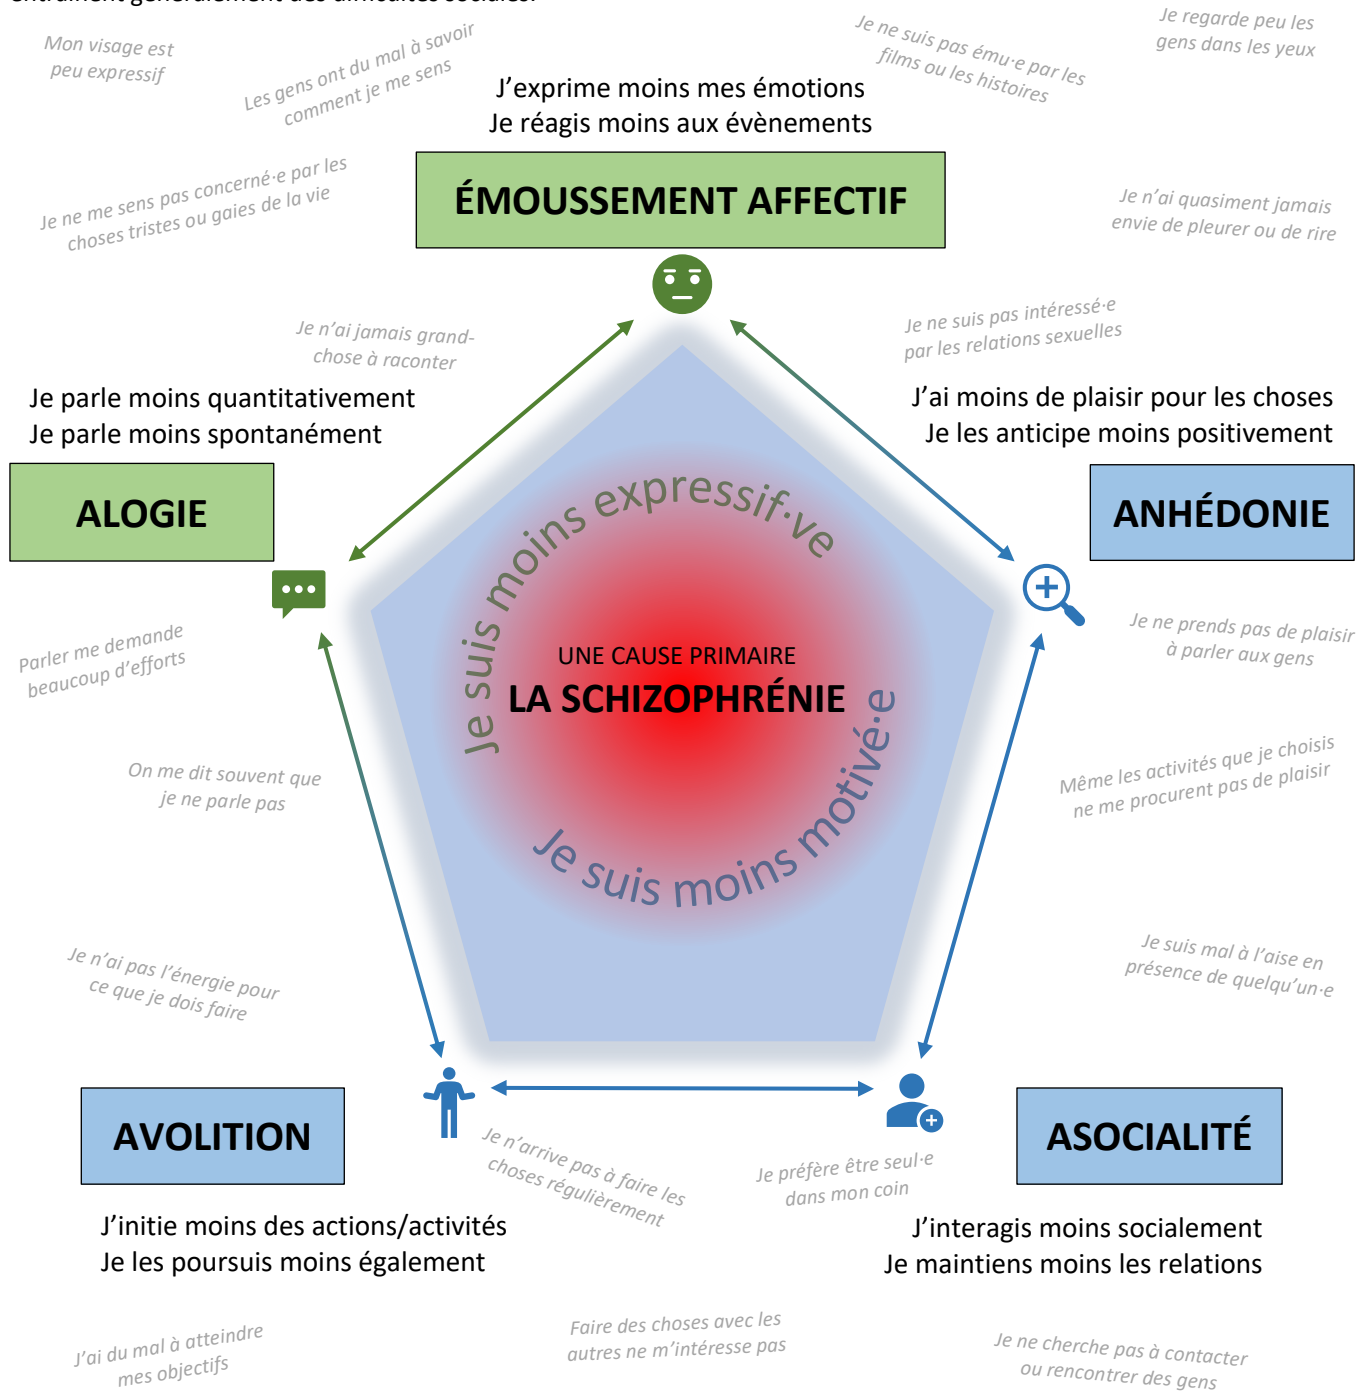 entraînent généralement des difficultés sociales.
Mon visage est
peu expressif
Les gens ont du mal à savoir
comment je me sens
Je ne suis pas ému·e par les
films ou les histoires
Je regarde peu les
gens dans les yeux
J’exprime moins mes émotions
Je réagis moins aux évènements
ÉMOUSSEMENT AFFECTIF
Je ne me sens pas concerné·e par les
choses tristes ou gaies de la vie
Je n’ai quasiment jamais
envie de pleurer ou de rire
Je n’ai jamais grand-
chose à raconter
Je ne suis pas intéressé·e
par les relations sexuelles
Je parle moins quantitativement
Je parle moins spontanément
ALOGIE
J’ai moins de plaisir pour les choses
Je les anticipe moins positivement
ANHÉDONIE
Je suis moins expressif·ve
UNE CAUSE PRIMAIRE
LA SCHIZOPHRÉNIE
Je suis moins motivé·e
Parler me demande
beaucoup d’efforts
Je ne prends pas de plaisir
à parler aux gens
On me dit souvent que
je ne parle pas
Même les activités que je choisis
ne me procurent pas de plaisir
Je n’ai pas l’énergie pour
ce que je dois faire
Je suis mal à l’aise en
présence de quelqu’un·e
AVOLITION
Je n’arrive pas à faire les
choses régulièrement
Je préfère être seul·e
dans mon coin
ASOCIALITÉ
J’initie moins des actions/activités
Je les poursuis moins également
J’interagis moins socialement
Je maintiens moins les relations
J’ai du mal à atteindre
mes objectifs
Faire des choses avec les
autres ne m’intéresse pas
Je ne cherche pas à contacter
ou rencontrer des gens